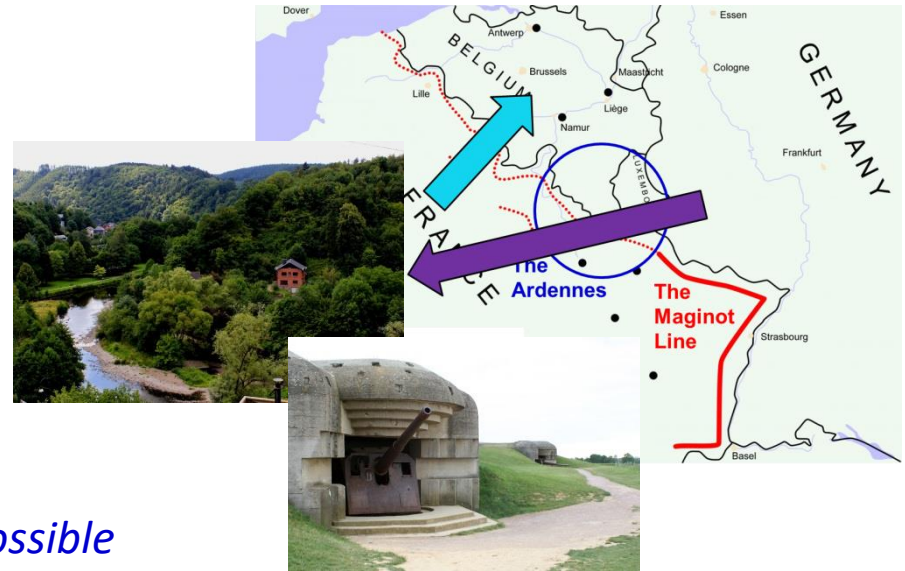 Dover
Essen
Antwerp
BELGIUM
GERMANY
Brussels
Maastricht
Cologne
Lille
Liège
Namur
Frankfurt
LUXEMBO
FRANCE
The
Ardennes
The
Maginot
Line
Strasbourg
Basel
ossible